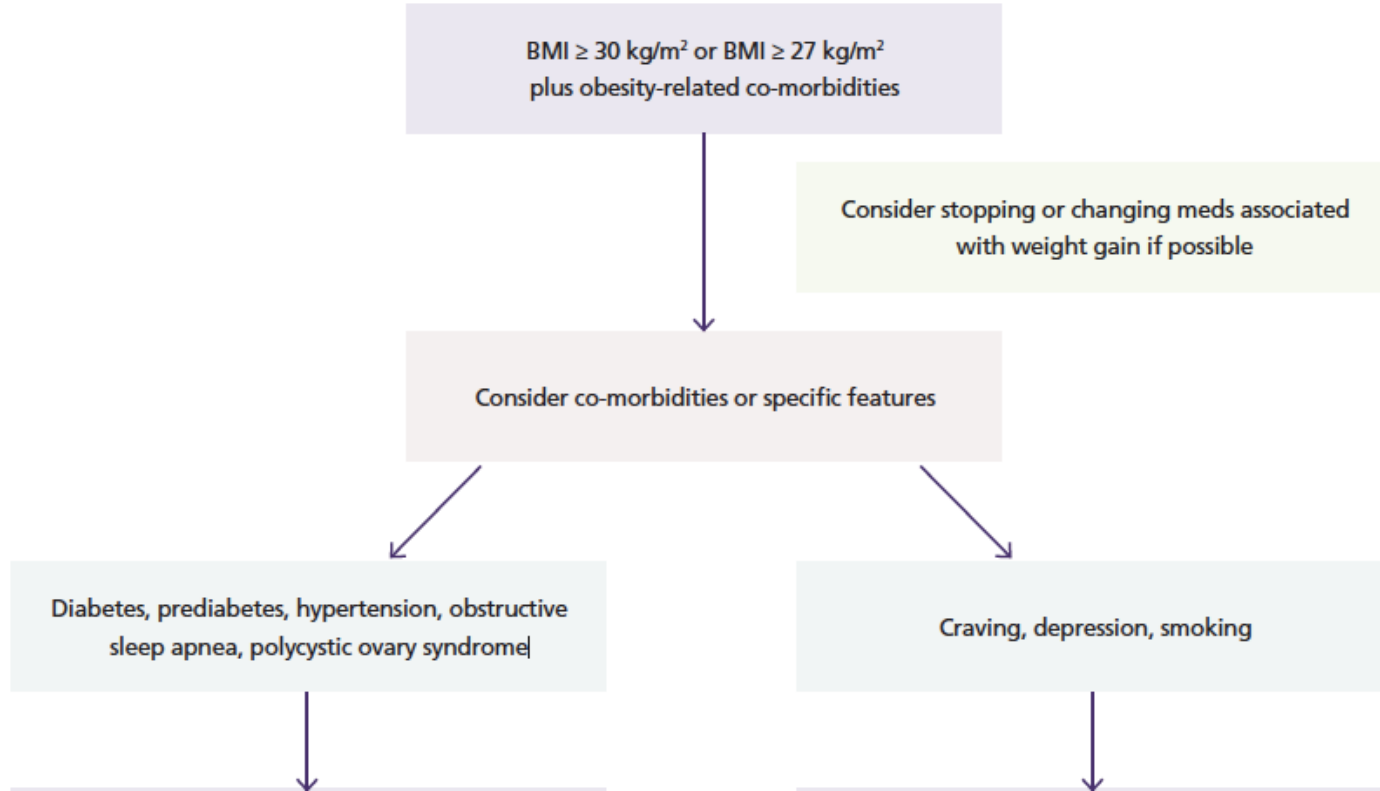 BMI ≥ 30 kg/m² or BMI ≥ 27 kg/m²
plus obesity-related co-morbidities
Consider stopping or changing meds associated
with weight gain if possible
Consider co-morbidities or specific features
Diabetes, prediabetes, hypertension, obstructive
sleep apnea, polycystic ovary syndrome
Craving, depression, smoking